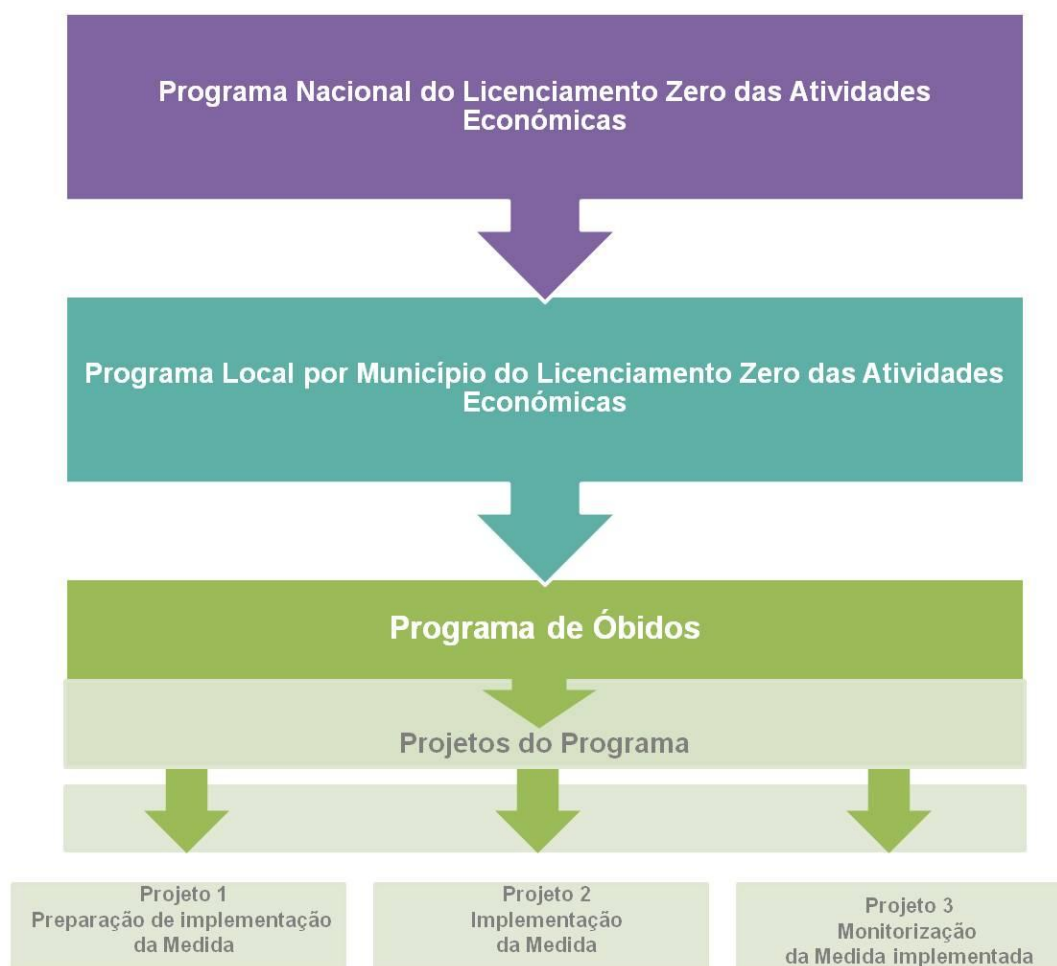 Programa Nacional do Licenciamento Zero das Atividades
Económicas
Programa Local por Município do Licenciamento Zero das Atividades
Económicas
Programa de Óbidos
Projetos do Programa
Projeto 1
Preparação de implementação
da Medida
Projeto 2
Implementação
da Medida
Projeto 3
Monitorização
da Medida implementada